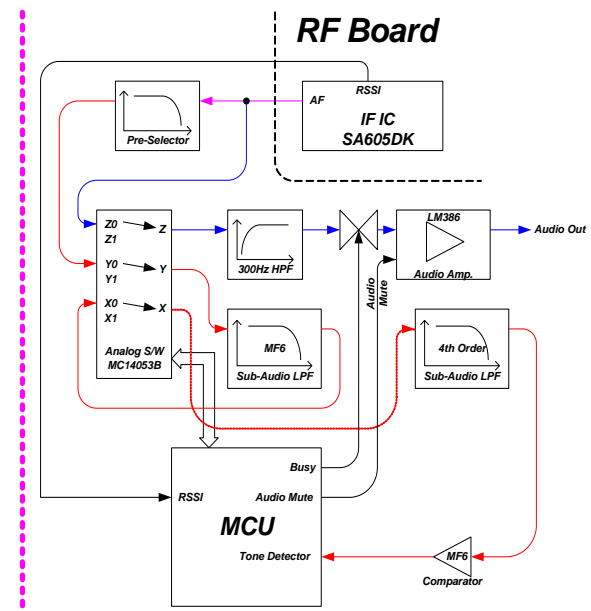 RF Board
RSSI
AF
IF IC
SA605DK
Pre-Selector
Z0
Z
Z1
Y0
Y
Y1
X0
X
X1
Analog S/W
MC14053B
300Hz HPF
LM386
Audio Amp.
Audio Out
Audio
Mute
MF6
Sub-Audio LPF
4th Order
Sub-Audio LPF
Busy
RSSI
Audio Mute
MCU
Tone Detector
MF6
Comparator